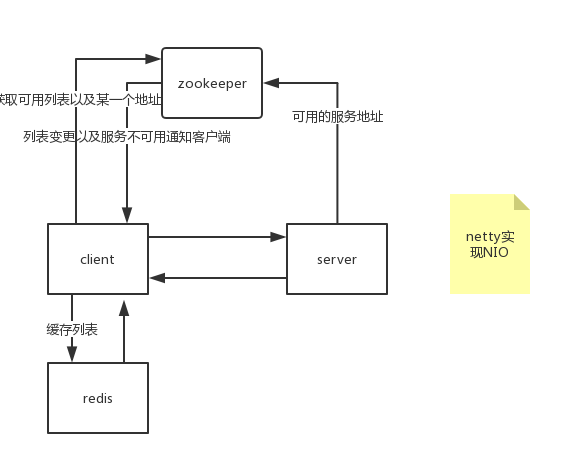 zookeeper
取可用列表以及某一个地址
可用的服务地址
列表变更以及服务不可用通知客户端
netty实
现NIO
client
server
缓存列表
redis